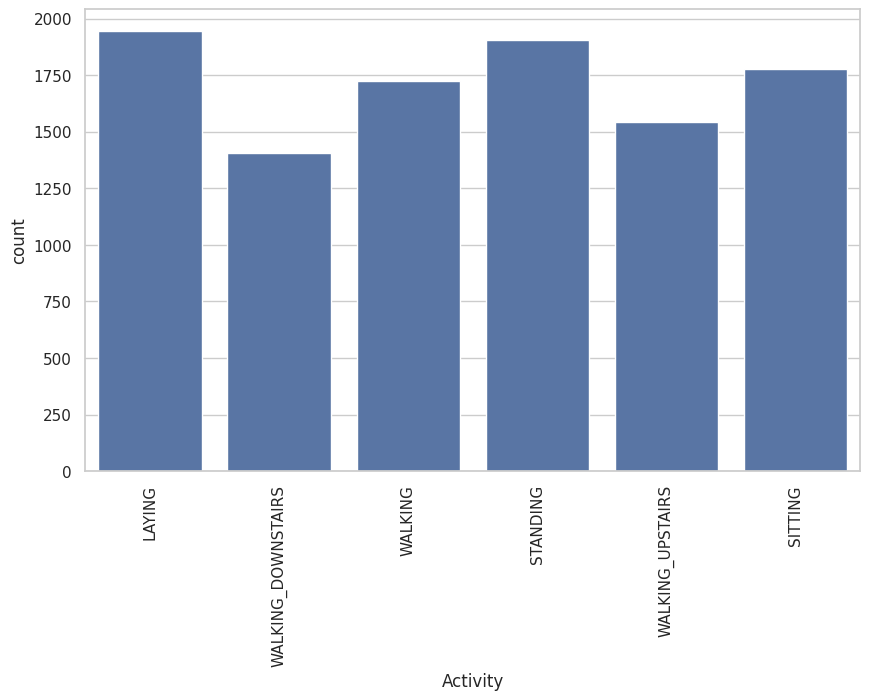 2000
1750
1500
1250
1000
750
500
250
0
count
LAYING
WALKING_DOWNSTAIRS
WALKING
STANDING
WALKING_UPSTAIRS
SITTING
Activity